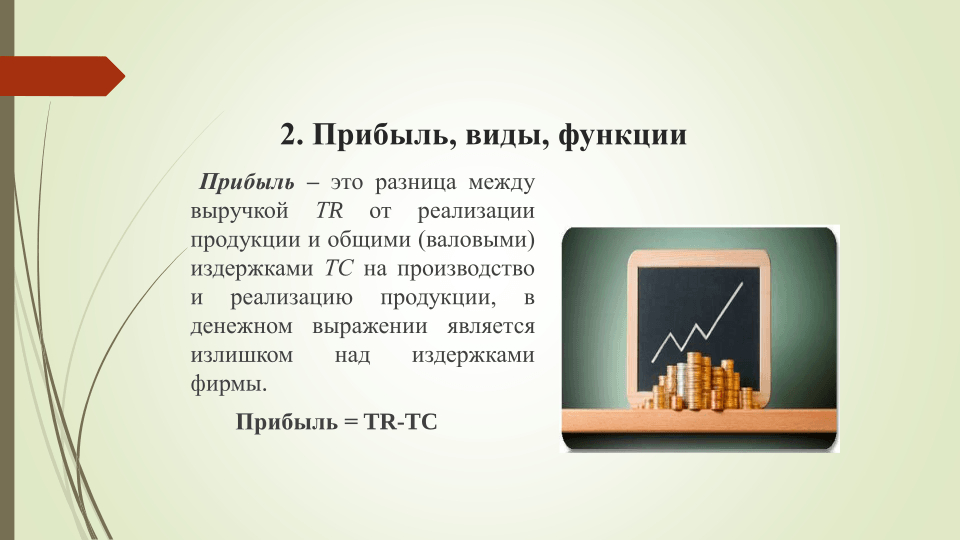 2. Прибыль, виды, функции
Прибыль – это разница между
выручкой TR от реализации
продукции и общими (валовыми)
издержками TC на производство
и реализацию продукции, в
денежном выражении является
излишком над издержками
фирмы.
Прибыль = TR-TC